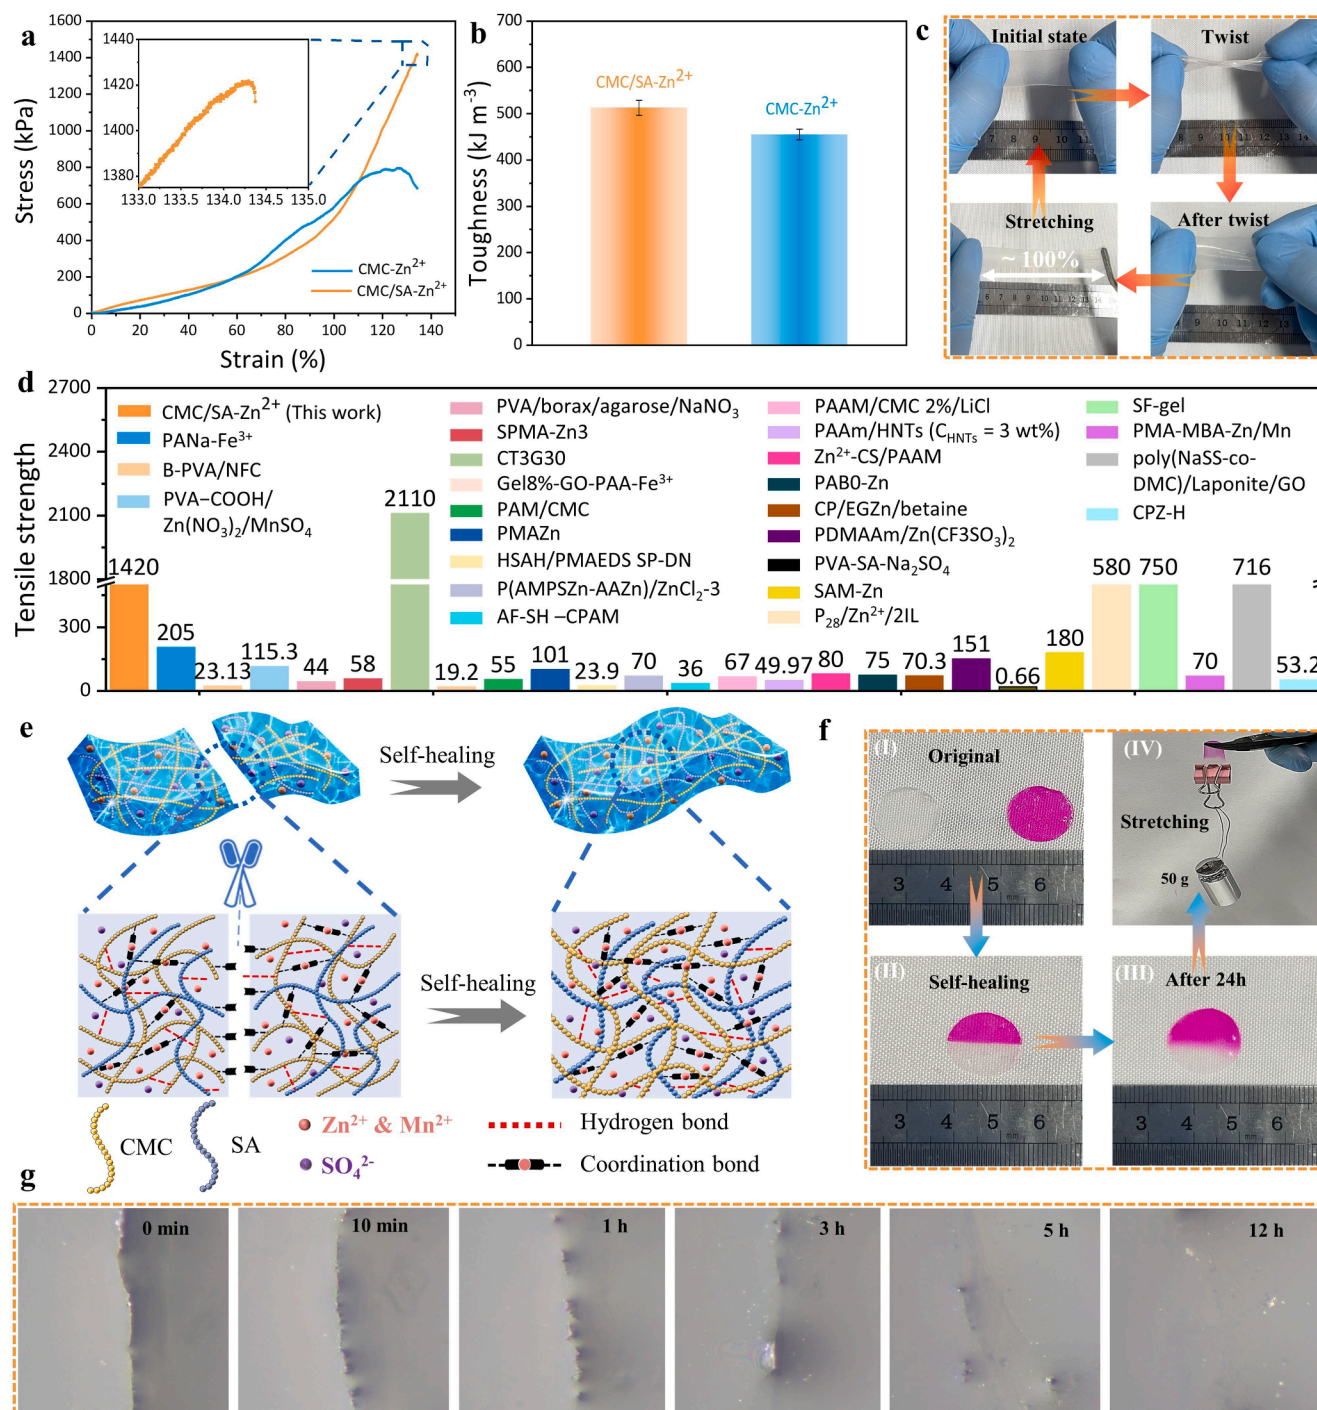 a
1600
1400
1200
1000
800
600
400
200
0
Stress (kPa)
1440
1420
1400
1380
133.0 133.5 134.0 134.5 135.0
CMC-Zn²⁺
CMC/SA-Zn²⁺
0 20 40 60 80 100 120 140
Strain (%)
b
700
600
500
450
400
300
200
100
0
Toughness (kJ m⁻³)
CMC/SA-Zn²⁺
CMC-Zn²⁺
c
Initial state
Twist
Stretching
~ 100%
After twist
d
2700
2400
2100
1800
300
0
Tensile strength
CMC/SA-Zn²⁺ (This work)
PANa-Fe³⁺
B-PVA/NFC
PVA–COOH/
Zn(NO₃)₂/MnSO₄
PVA/borax/agarose/NaNO₃
SPMA-Zn3
CT3G30
Gel8%-GO-PAA-Fe³⁺
PAM/CMC
PMAZn
HSAH/PMAEDS SP-DN
P(AMPSZn-AAZn)/ZnCl₂-3
AF-SH –CPAM
PAAM/CMC 2%/LiCl
PAAm/HNTs (C_HNTs = 3 wt%)
Zn²⁺-CS/PAAM
PAB0-Zn
CP/EGZn/betaine
PDMAAm/Zn(CF3SO₃)₂
PVA-SA-Na₂SO₄
SAM-Zn
P₂₈/Zn²⁺/2IL
SF-gel
PMA-MBA-Zn/Mn
poly(NaSS-co-
DMC)/Laponite/GO
CPZ-H
1420 205 23.13 115.3 44 58 2110 19.2 55 101 23.9 70 36 67 49.97 80 75 70.3 151 0.66 180 580 750 70 716 53.2
e
Self-healing
Self-healing
CMC
SA
Zn²⁺ & Mn²⁺
SO₄²⁻
Hydrogen bond
Coordination bond
f
(I)
Original
3 4 5 6
mm
(IV)
Stretching
50 g
(II)
Self-healing
3 4 5 6
mm
(III)
After 24h
3 4 5 6
mm
g
0 min
10 min
1 h
3 h
5 h
12 h